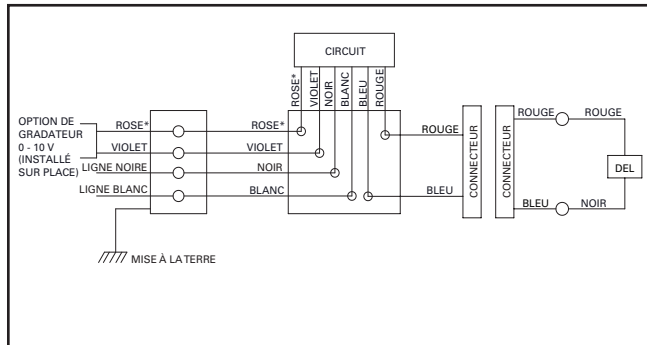 CIRCUIT
ROSE*
VIOLET
NOIR
BLANC
BLEU
ROUGE
OPTION DE
GRADATEUR
0 - 10 V
(INSTALLÉ
SUR PLACE)
ROSE*
VIOLET
LIGNE NOIRE
LIGNE BLANC
ROSE*
VIOLET
NOIR
BLANC
ROUGE
BLEU
CONNECTEUR
CONNECTEUR
ROUGE
ROUGE
DEL
BLEU
NOIR
MISE À LA TERRE